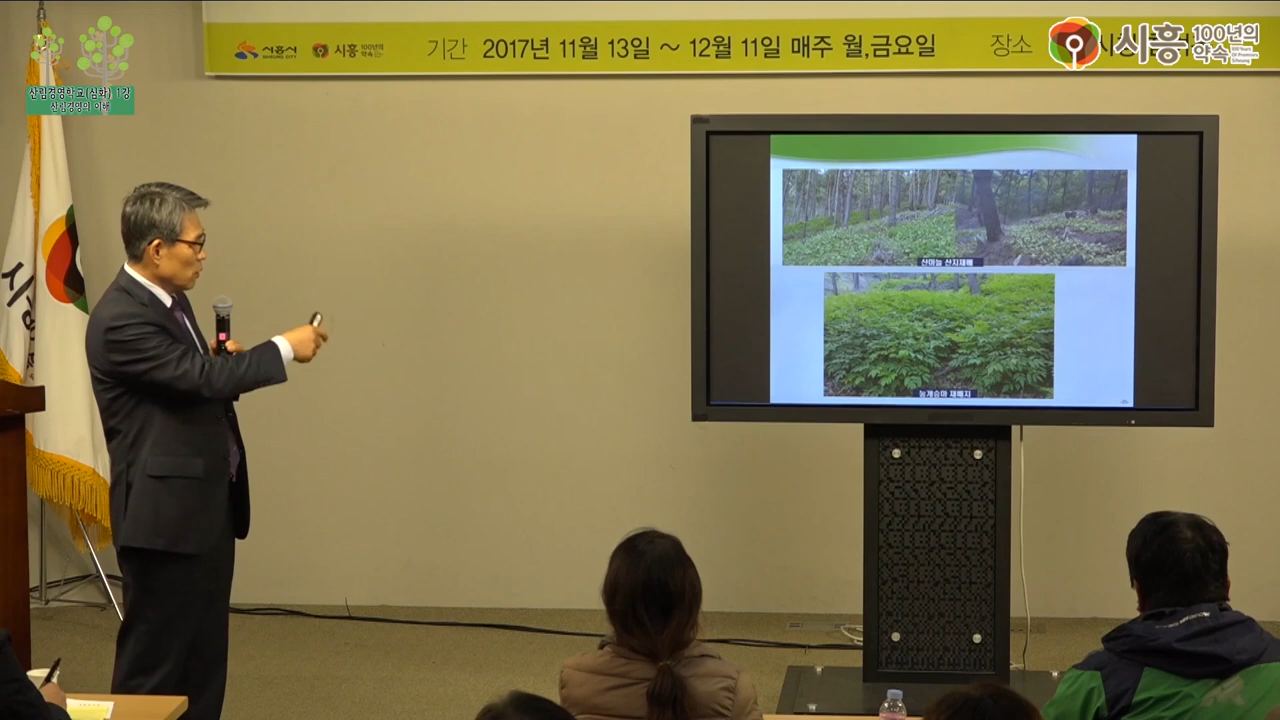 시흥시
SIHEUNG CITY
시흥 100년의 약속
기간 2017년 11월 13일 ~ 12월 11일 매주 월,금요일
장소
시흥 100년의 약속
산림경영학교(심화) 1강
산림경영의 이해
산마늘 산지재배
눈개승마 재배지